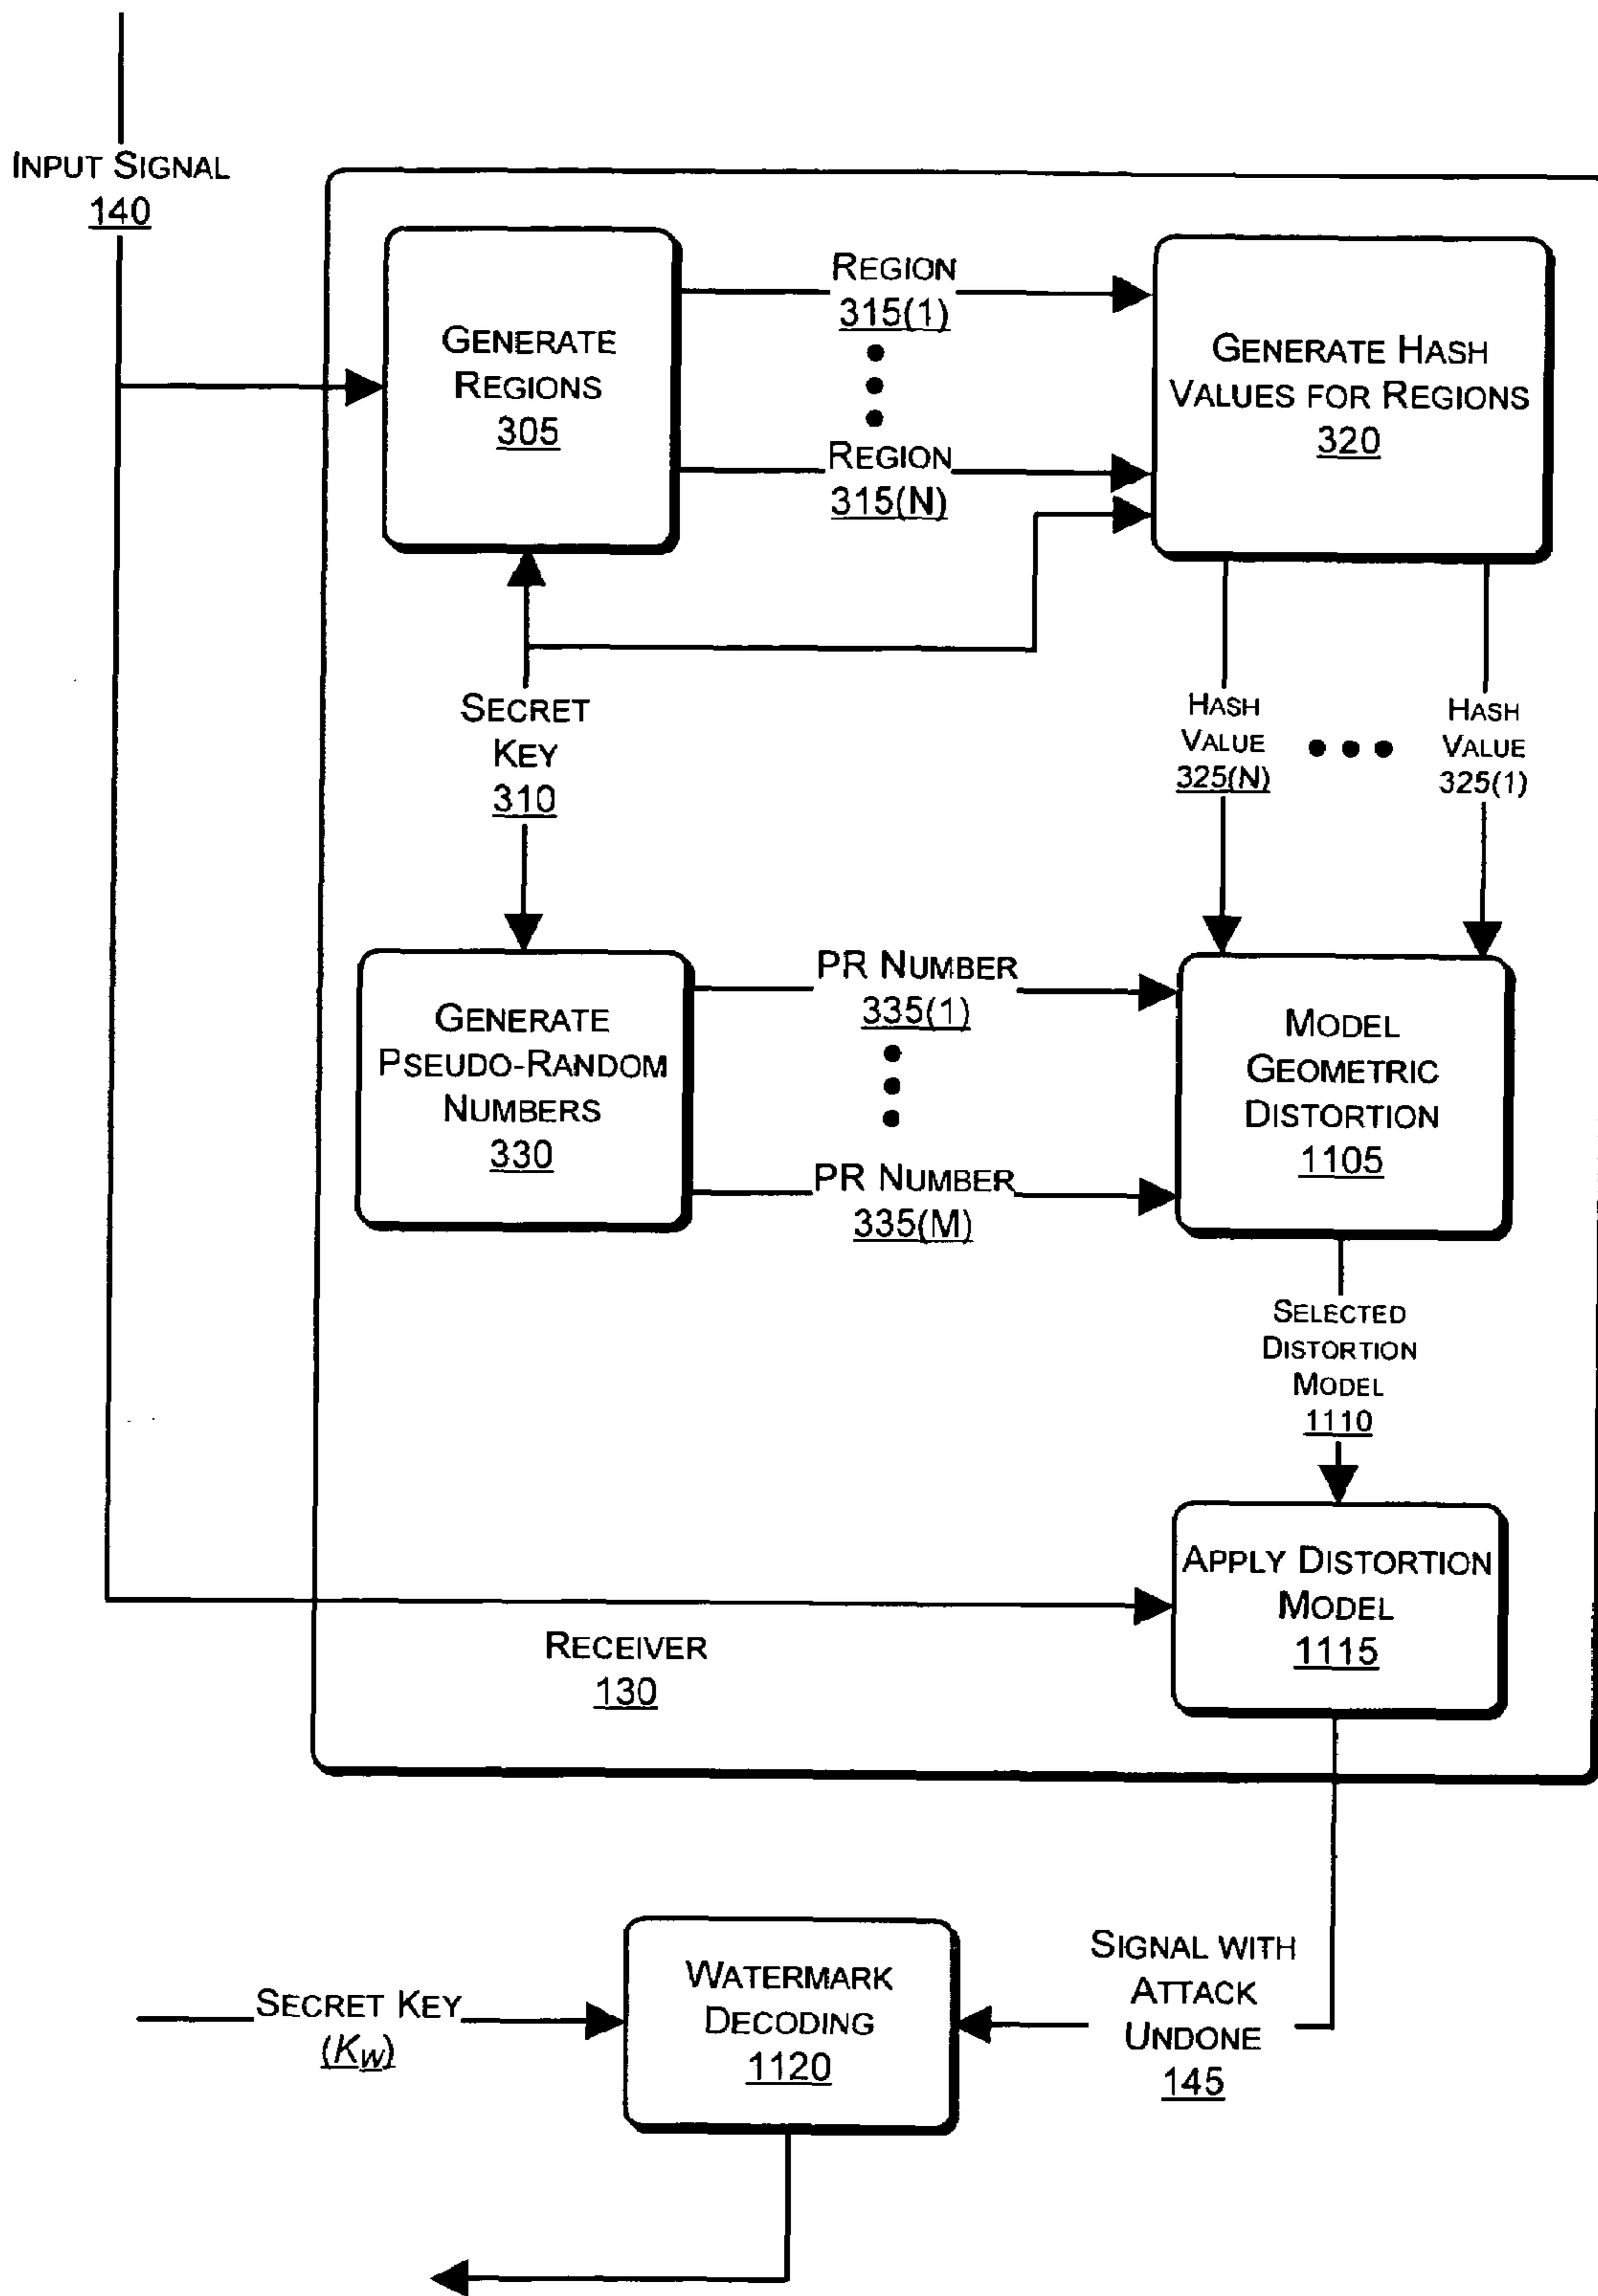 INPUT SIGNAL
140
GENERATE
REGIONS
305
REGION
315(1)
REGION
315(N)
GENERATE HASH
VALUES FOR REGIONS
320
SECRET
KEY
310
HASH
VALUE
325(N)
HASH
VALUE
325(1)
GENERATE
PSEUDO-RANDOM
NUMBERS
330
PR NUMBER
335(1)
PR NUMBER
335(M)
MODEL
GEOMETRIC
DISTORTION
1105
SELECTED
DISTORTION
MODEL
1110
APPLY DISTORTION
MODEL
1115
RECEIVER
130
SECRET KEY
(KW)
WATERMARK
DECODING
1120
SIGNAL WITH
ATTACK
UNDONE
145